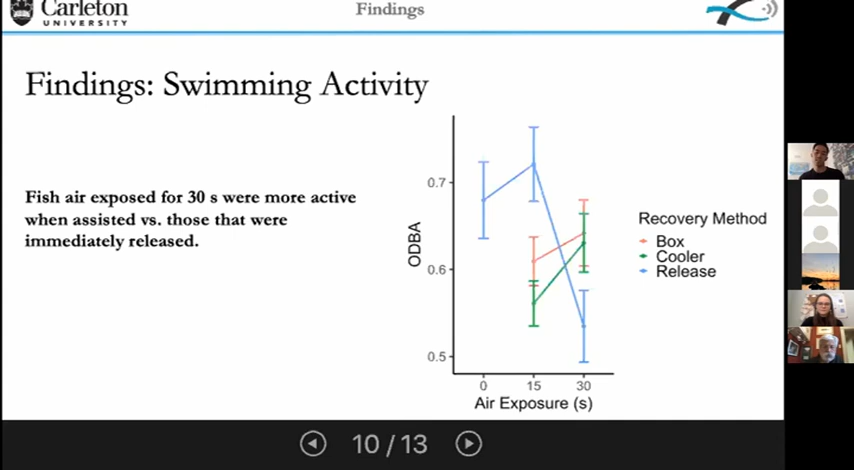 Carleton
UNIVERSITY
Findings
Findings: Swimming Activity
Fish air exposed for 30 s were more active
when assisted vs. those that were
immediately released.
ODBA
0.7
0.6
0.5
0
15
30
Air Exposure (s)
Recovery Method
Box
Cooler
Release
10 / 13